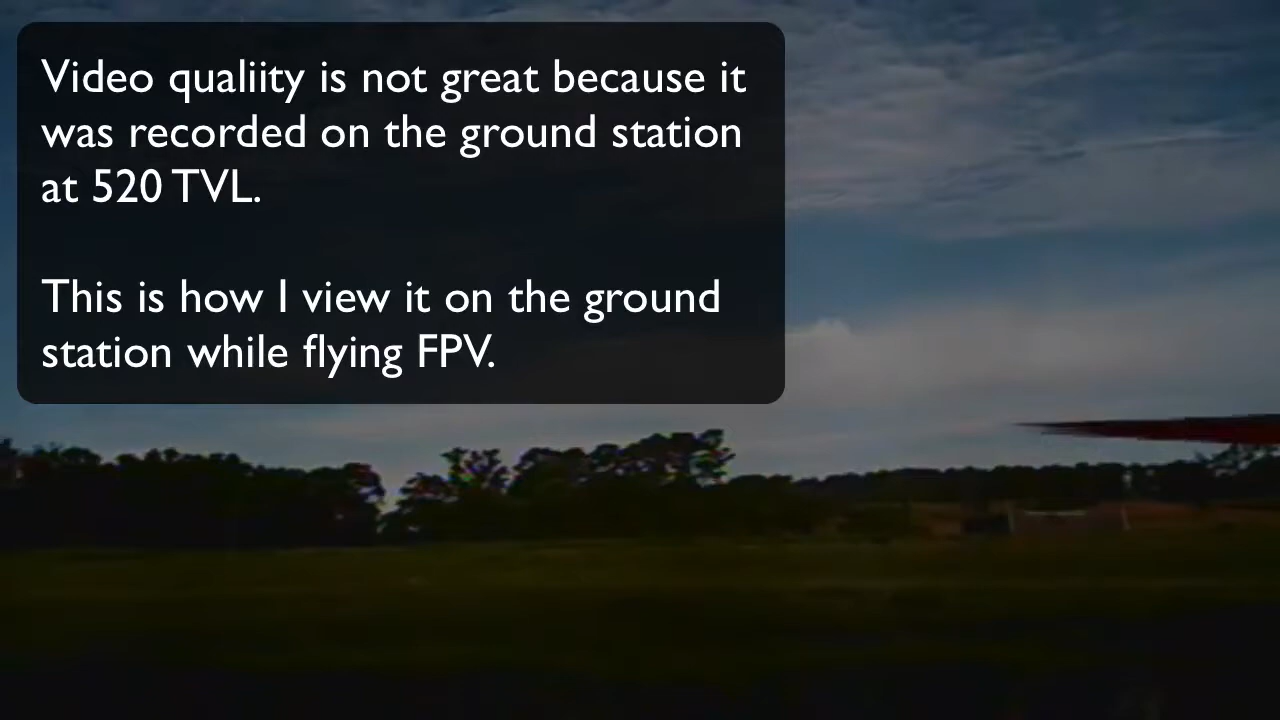 Video qualiity is not great because it
was recorded on the ground station
at 520 TVL.
This is how I view it on the ground
station while flying FPV.